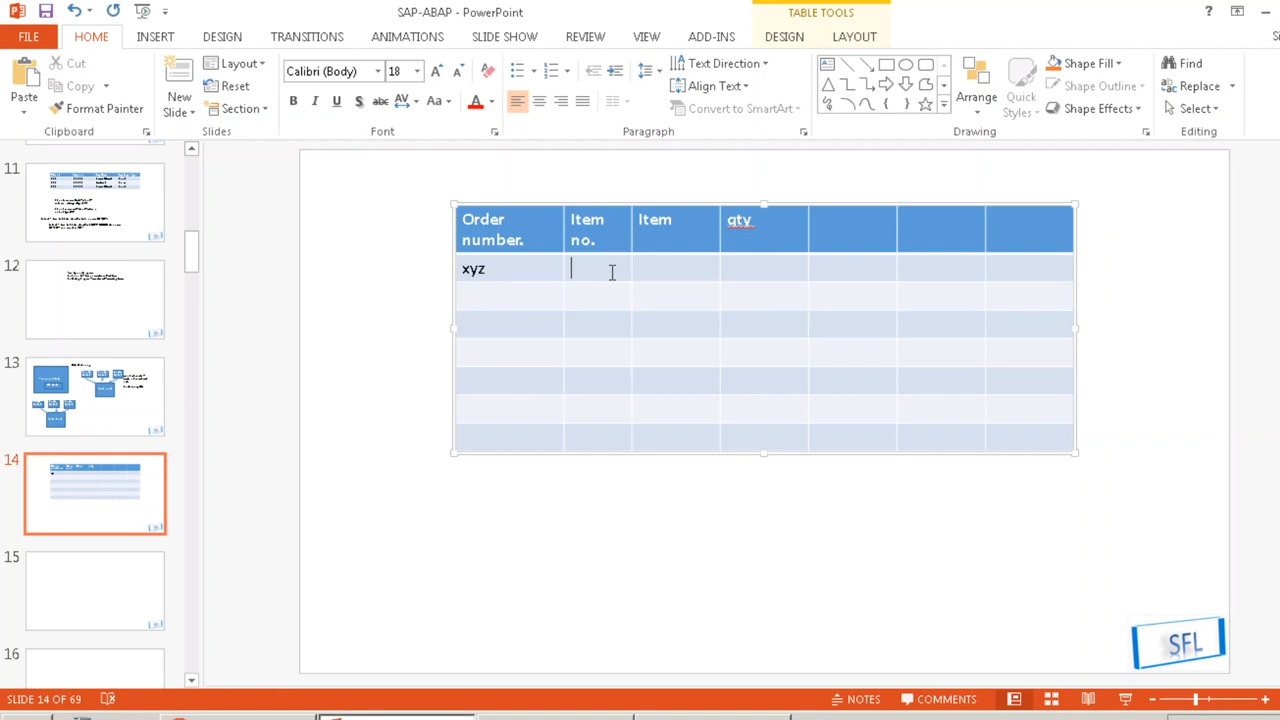 SAP-ABAP - PowerPoint
TABLE TOOLS
?
FILE
HOME
INSERT
DESIGN
TRANSITIONS
ANIMATIONS
SLIDE SHOW
REVIEW
VIEW
ADD-INS
DESIGN
LAYOUT
Si
Paste
Cut
Copy
Format Painter
Clipboard
New
Slide
Layout
Reset
Section
Slides
Calibri (Body)
18
B I U S abc AV Aa A
Font
Text Direction
Align Text
Convert to SmartArt
Paragraph
Arrange
Quick
Styles
Shape Fill
Shape Outline
Shape Effects
Drawing
Find
Replace
Select
Editing
11
12
13
14
15
16
Order number.
Item no.
Item
qty
xyz
SFL
SLIDE 14 OF 69
NOTES
COMMENTS